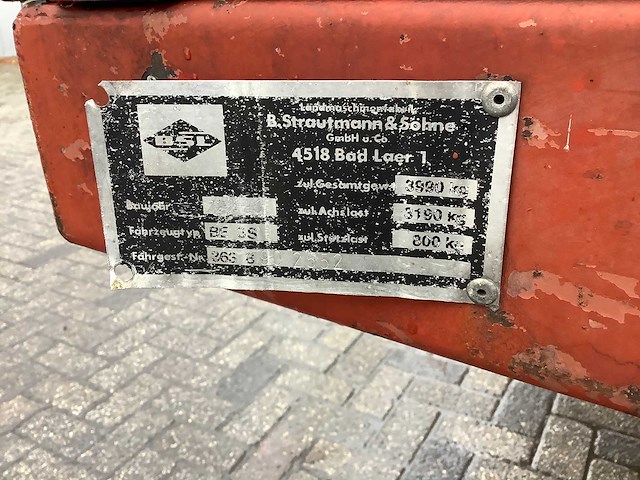 BSL
Landmaschinenfabrik
B. Strautmann & Söhne
GmbH u. Co.
4518 Bad Laer 1
zul. Gesamtgew. 3990 kg
zul. Achslast 3190 kg
zul. Stützlast 800 kg
Baujahr
Fahrzeugtyp BE 3S
Fahrgest.-Nr.